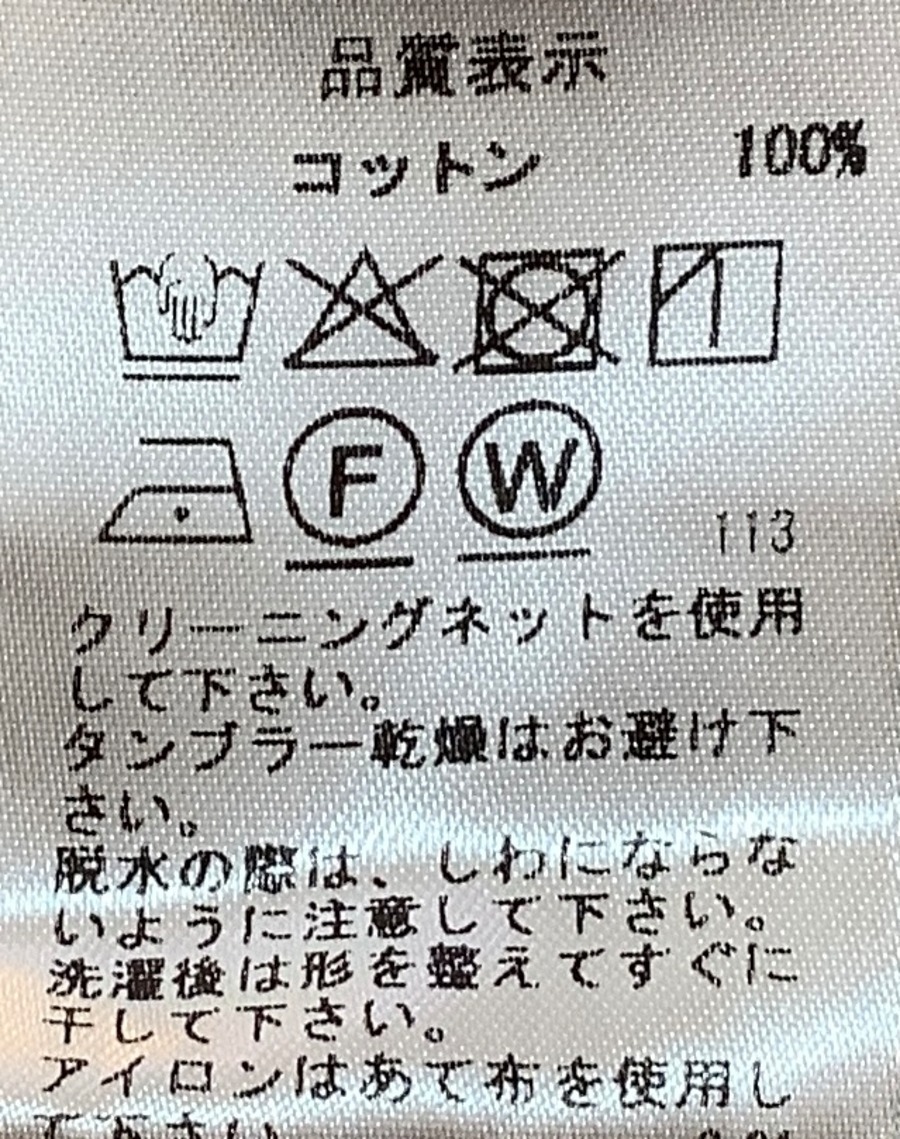 品質表示
コットン 100%
F W 113
クリーニングネットを使用
して下さい。
タンブラー乾燥はお避け下
さい。
脱水の際は、しわにならな
いように注意して下さい。
洗濯後は形を整えてすぐに
干して下さい。
アイロンはあて布を使用し
て下さい